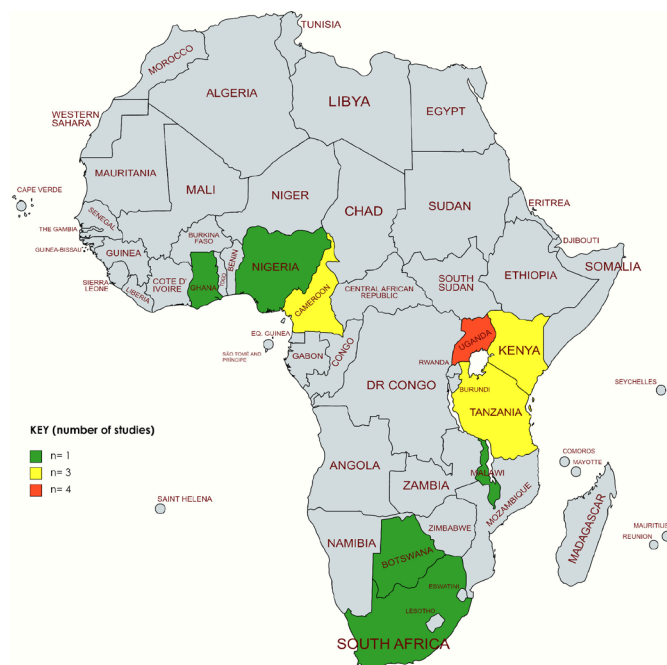 TUNISIA
MOROCCO
ALGERIA
LIBYA
EGYPT
WESTERN
SAHARA
MAURITANIA
MALI
NIGER
CHAD
SUDAN
ERITREA
CAPE VERDE
SENEGAL
THE GAMBIA
GUINEA-BISSAU
GUINEA
SIERRA
LEONE
LIBERIA
COTE D'
IVOIRE
BURKINA
FASO
GHANA
TOGO
BENIN
NIGERIA
CAMEROON
CENTRAL AFRICAN
REPUBLIC
SOUTH
SUDAN
ETHIOPIA
DJIBOUTI
SOMALIA
EQ. GUINEA
SÃO TOMÉ AND
PRÍNCIPE
GABON
CONGO
DR CONGO
UGANDA
KENYA
RWANDA
BURUNDI
TANZANIA
SEYCHELLES
KEY (number of studies)
n= 1
n= 3
n= 4
ANGOLA
ZAMBIA
MALAWI
MOZAMBIQUE
COMOROS
MAYOTTE
SAINT HELENA
NAMIBIA
BOTSWANA
ZIMBABWE
MADAGASCAR
MAURITIUS
REUNION
ESWATINI
LESOTHO
SOUTH AFRICA